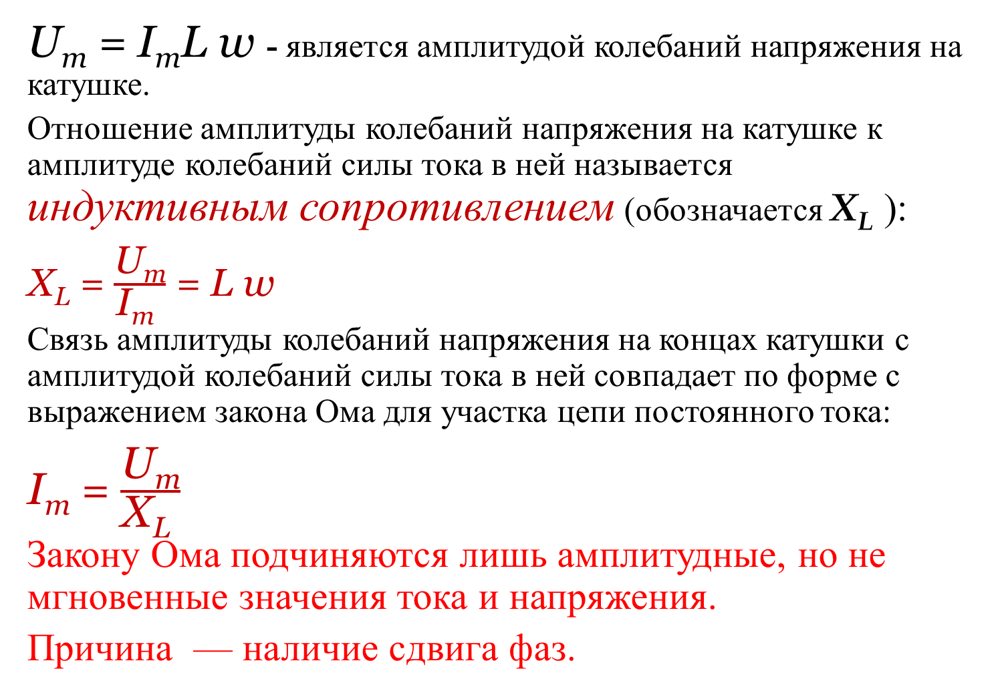 U_m = I_m L w - является амплитудой колебаний напряжения на
катушке.
Отношение амплитуды колебаний напряжения на катушке к
амплитуде колебаний силы тока в ней называется
индуктивным сопротивлением (обозначается X_L ):
X_L = U_m / I_m = L w
Связь амплитуды колебаний напряжения на концах катушки с
амплитудой колебаний силы тока в ней совпадает по форме с
выражением закона Ома для участка цепи постоянного тока:
I_m = U_m / X_L
Закону Ома подчиняются лишь амплитудные, но не
мгновенные значения тока и напряжения.
Причина — наличие сдвига фаз.